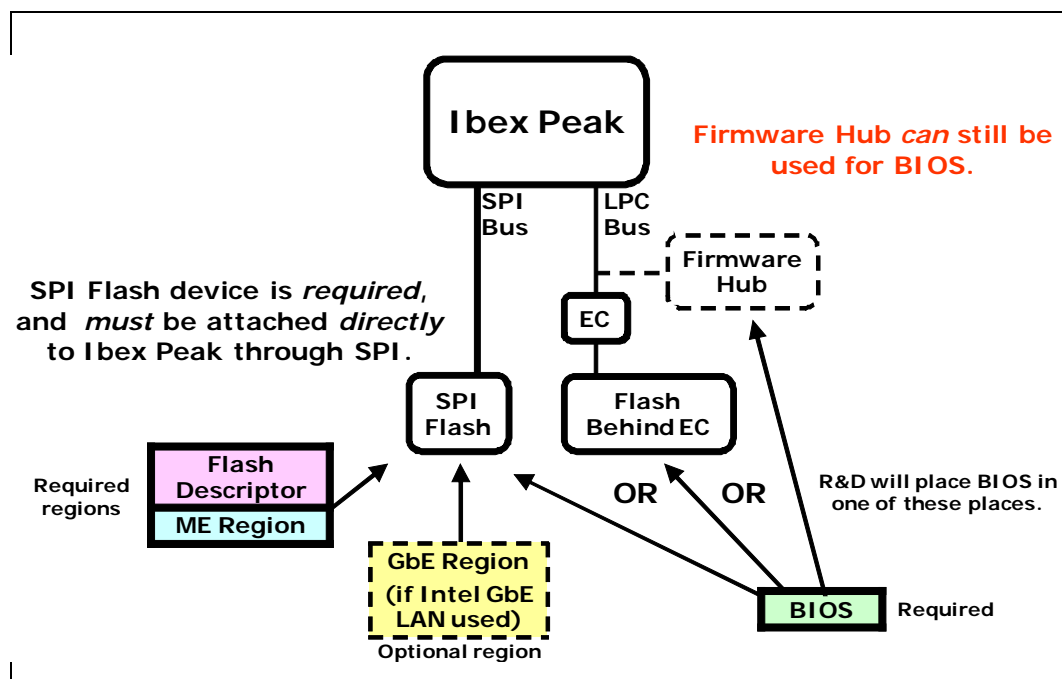 Ibex Peak
Firmware Hub can still be
used for BIOS.
SPI
Bus
LPC
Bus
Firmware
Hub
SPI Flash device is required,
and must be attached directly
to Ibex Peak through SPI.
EC
SPI
Flash
Flash
Behind EC
Required
regions
Flash
Descriptor
ME Region
OR
OR
R&D will place BIOS in
one of these places.
GbE Region
(if Intel GbE
LAN used)
Optional region
BIOS
Required